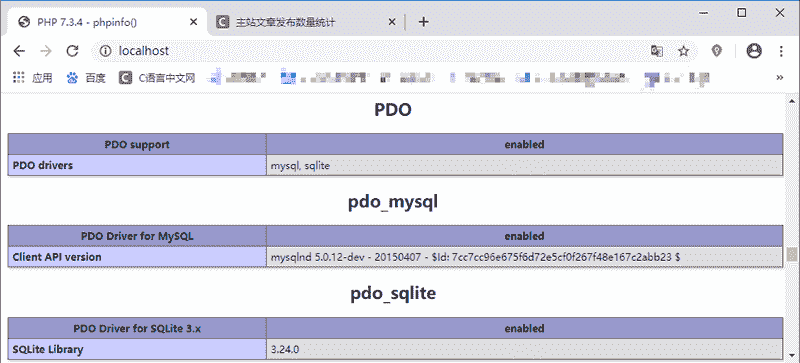 PHP 7.3.4 - phpinfo()
主站文章发布数量统计
localhost
应用 百度 C语言中文网
PDO
PDO support enabled
PDO drivers mysql, sqlite
pdo_mysql
PDO Driver for MySQL enabled
Client API version mysqlnd 5.0.12-dev - 20150407 - $Id: 7cc7cc96e675f6d72e5cf0f267f48e167c2abb23 $
pdo_sqlite
PDO Driver for SQLite 3.x enabled
SQLite Library 3.24.0